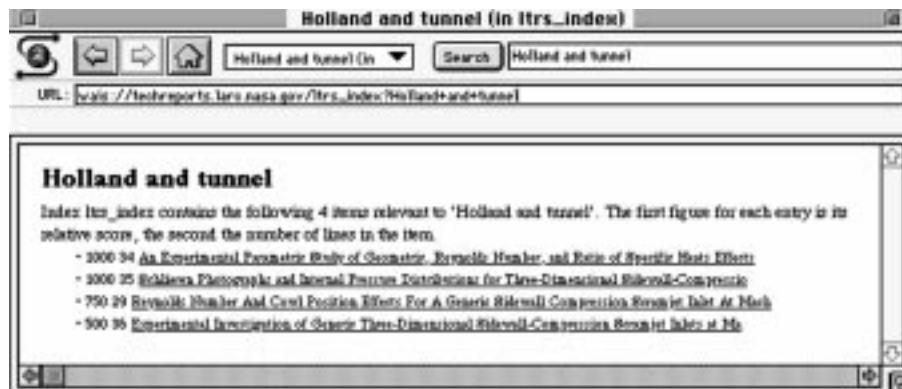 Holland and tunnel (in ltrs_index)
Holland and tunnel (in
Search
Holland and tunnel
URL: wais://techreports.larc.nasa.gov/ltrs_index?Holland+and+tunnel
Holland and tunnel
Index ltrs_index contains the following 4 items relevant to 'Holland and tunnel'. The first figure for each entry is its
relative score, the second the number of lines in the item.
• 1000 34 An Experimental Parametric Study of Geometric, Reynolds Number, and Ratio of Specific Heats Effects
• 1000 35 Schlieren Photographs and Internal Pressure Distributions for Three-Dimensional Sidewall-Compressio
• 750 29 Reynolds Number And Cowl Position Effects For A Generic Sidewall Compression Scramjet Inlet At Mach
• 500 36 Experimental Investigation of Generic Three-Dimensional Sidewall-Compression Scramjet Inlets at Ma